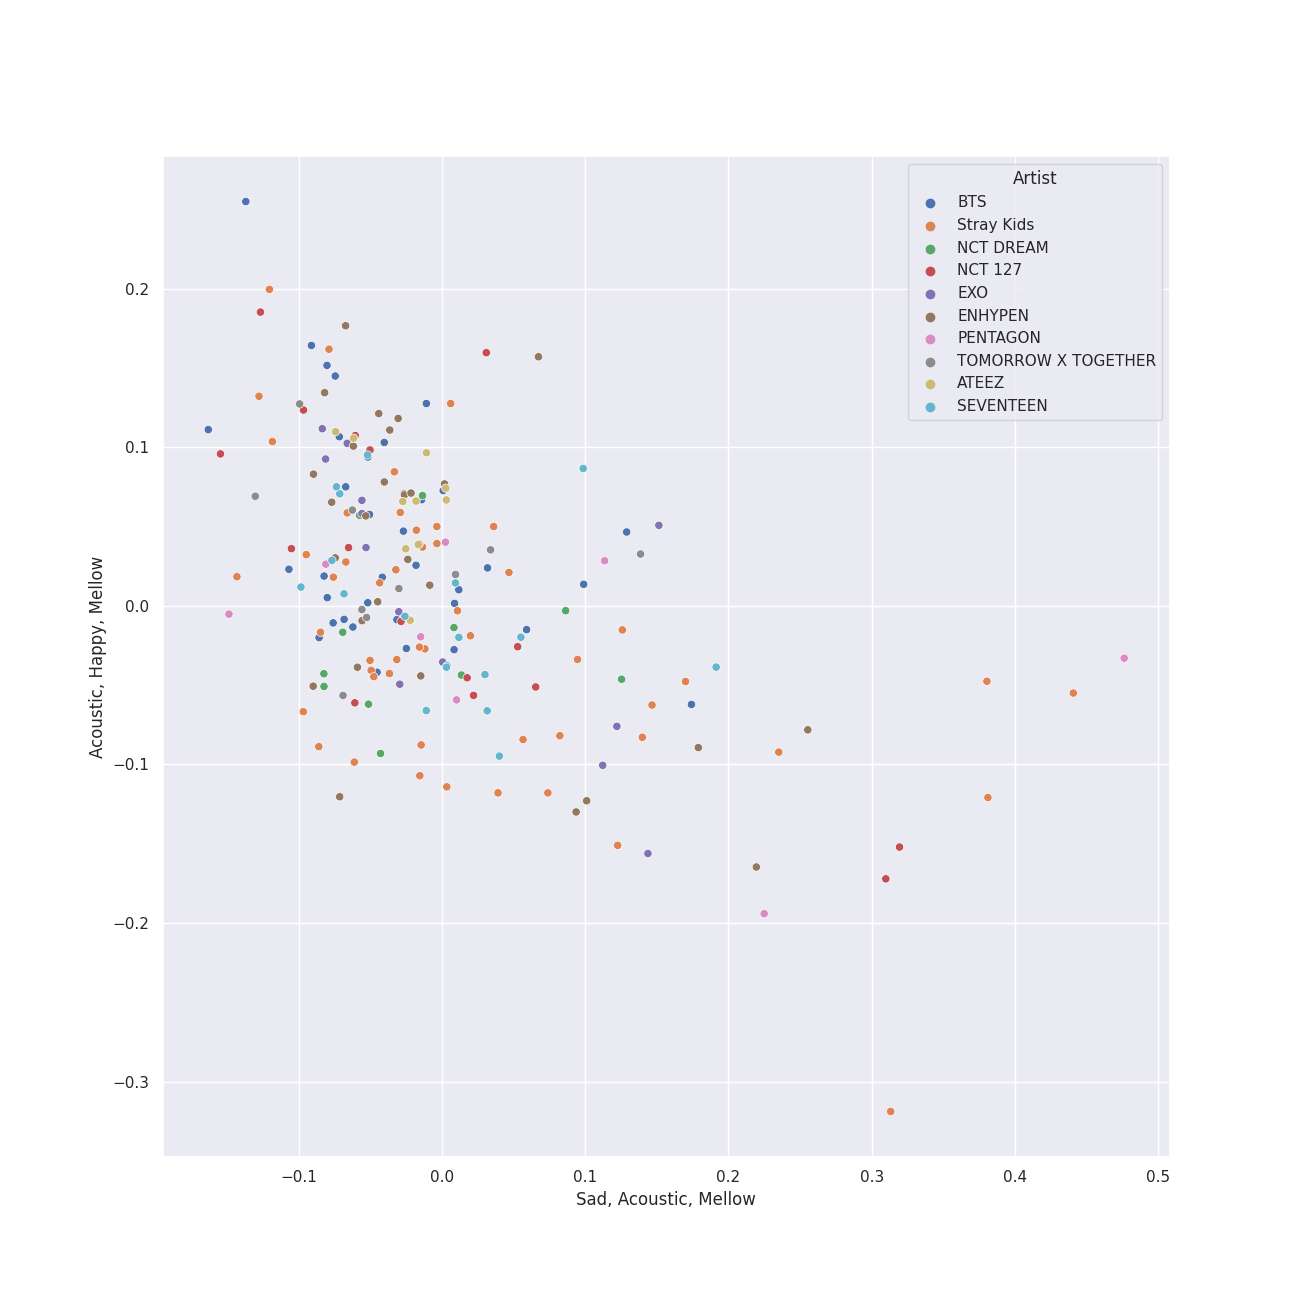 Artist
BTS
Stray Kids
NCT DREAM
NCT 127
EXO
ENHYPEN
PENTAGON
TOMORROW X TOGETHER
ATEEZ
SEVENTEEN
0.2
0.1
0.0
−0.1
−0.2
−0.3
Acoustic, Happy, Mellow
−0.1 0.0 0.1 0.2 0.3 0.4 0.5
Sad, Acoustic, Mellow